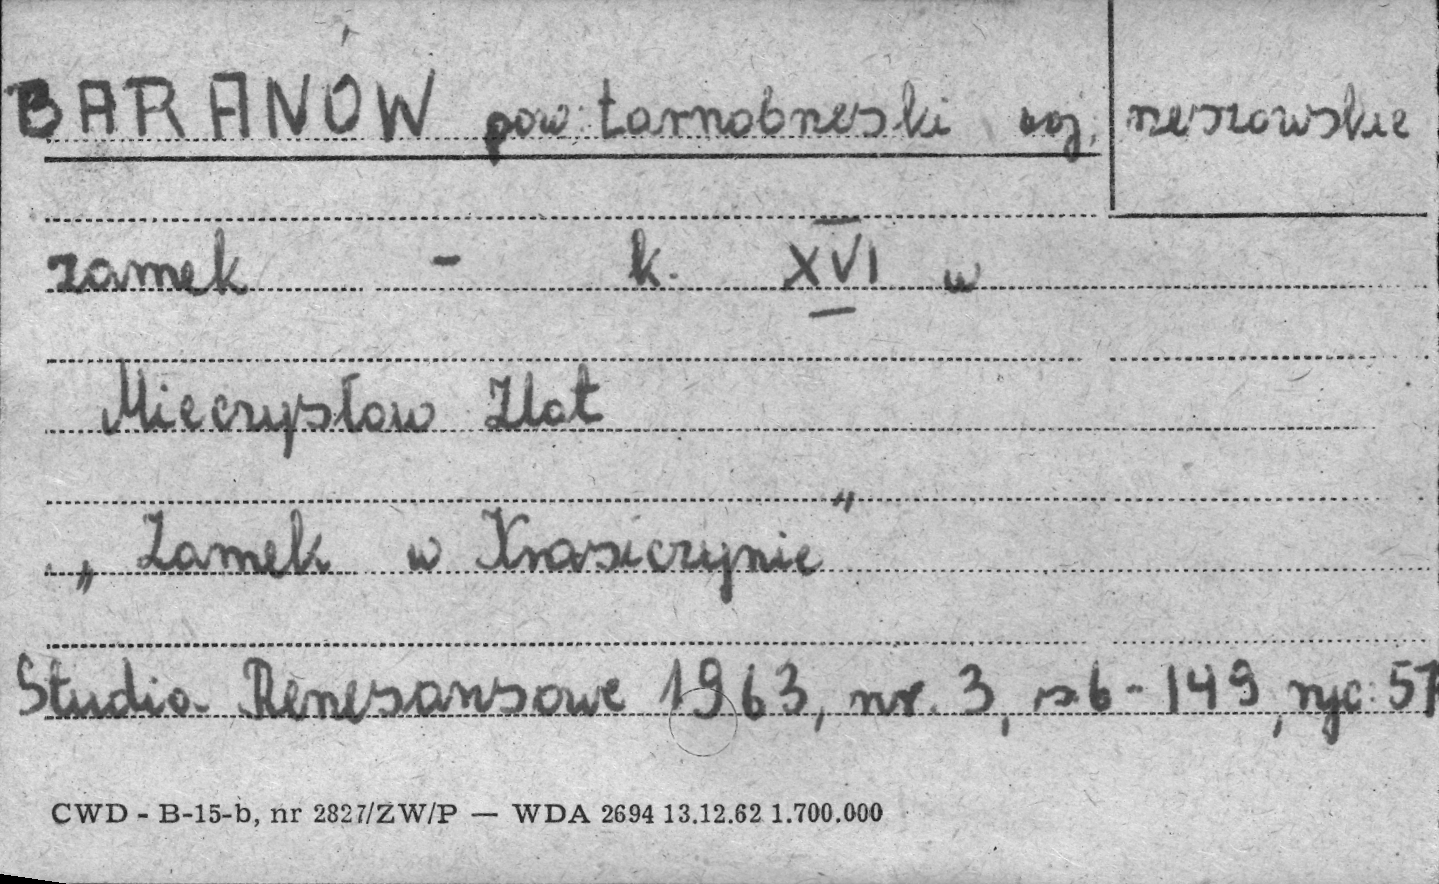 BARANÓW pow. tarnobrzeski woj. rzeszowskie
zamek - k. XVI w
Mieczysław Zlat
„Zamek w Krasiczynie"
Studia Renesansowe 1963, nr. 3, s. 6-149, ryc. 57
CWD - B-15-b, nr 2827/ZW/P — WDA 2694 13.12.62 1.700.000